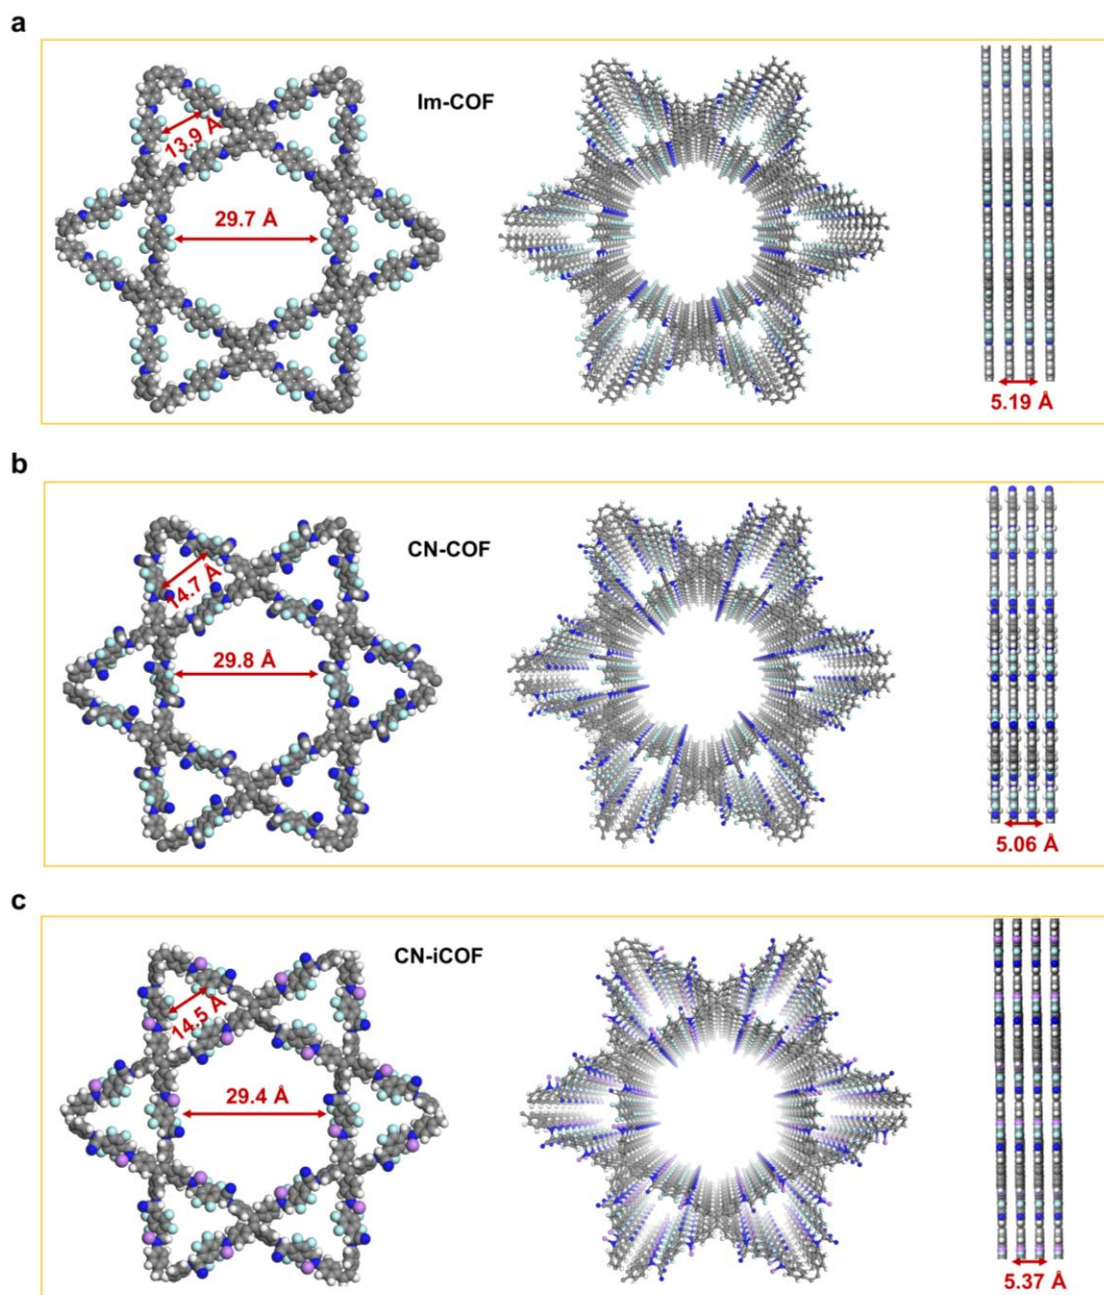 a
Im-COF
13.9 Å
29.7 Å
5.19 Å
b
CN-COF
14.7 Å
29.8 Å
5.06 Å
c
CN-iCOF
14.5 Å
29.4 Å
5.37 Å